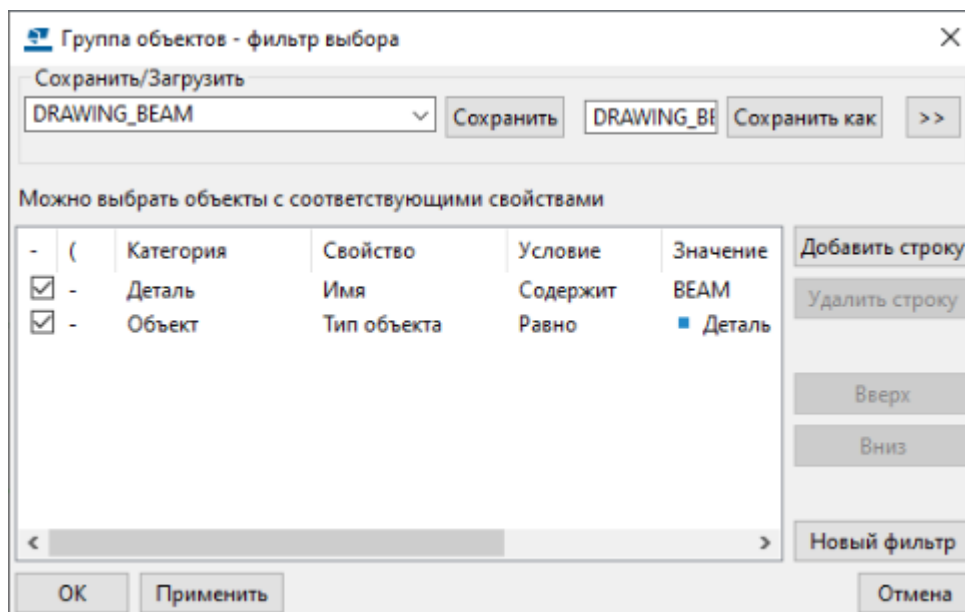 Группа объектов - фильтр выбора
Сохранить/Загрузить
DRAWING_BEAM Сохранить DRAWING_BE Сохранить как >>
Можно выбрать объекты с соответствующими свойствами
- ( Категория Свойство Условие Значение Добавить строку
- Деталь Имя Содержит BEAM Удалить строку
- Объект Тип объекта Равно Деталь
Вверх
Вниз
Новый фильтр
ОК Применить Отмена